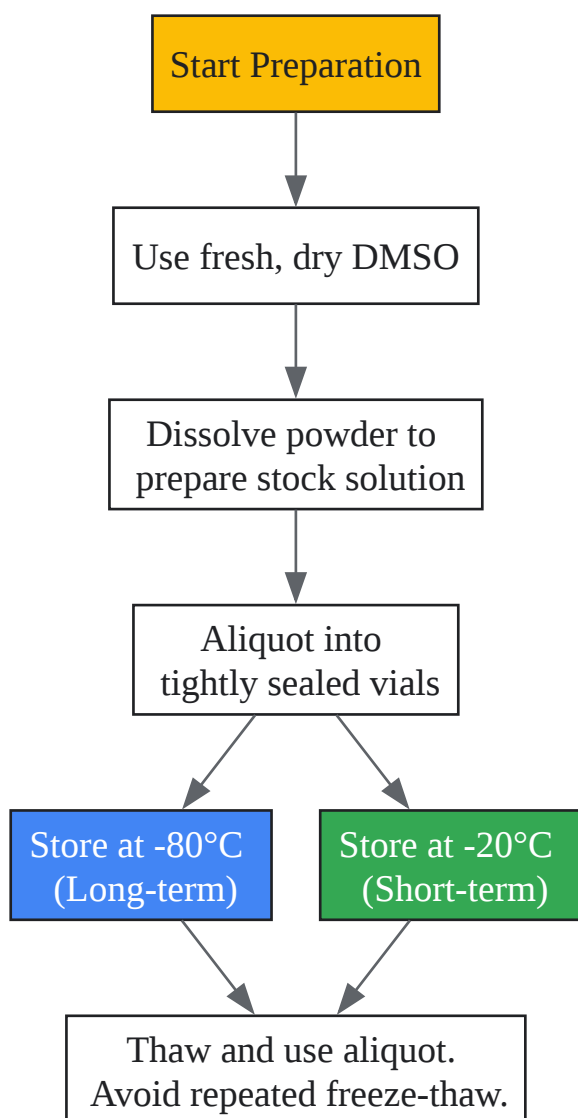 Start Preparation
Use fresh, dry DMSO
Dissolve powder to
prepare stock solution
Aliquot into
tightly sealed vials
Store at -80°C
(Long-term)
Store at -20°C
(Short-term)
Thaw and use aliquot.
Avoid repeated freeze-thaw.